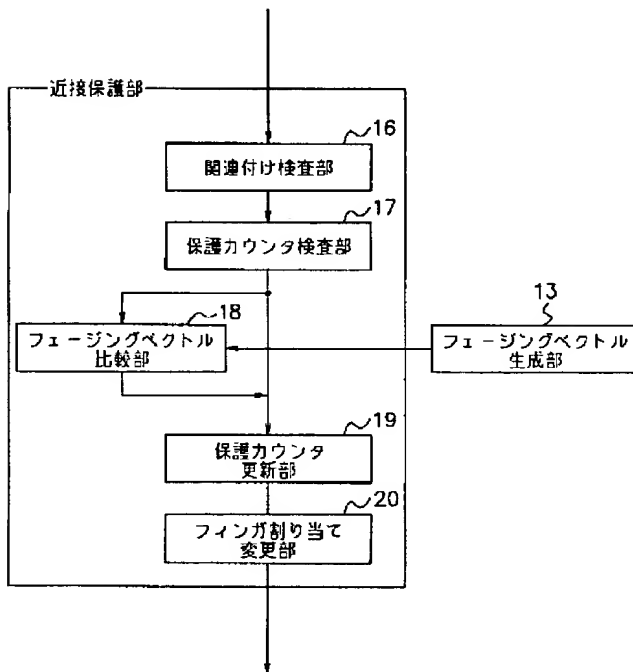 近接保護部
16
関連付け検査部
17
保護カウンタ検査部
18
フェージングベクトル
比較部
13
フェージングベクトル
生成部
19
保護カウンタ
更新部
20
フィンガ割り当て
変更部